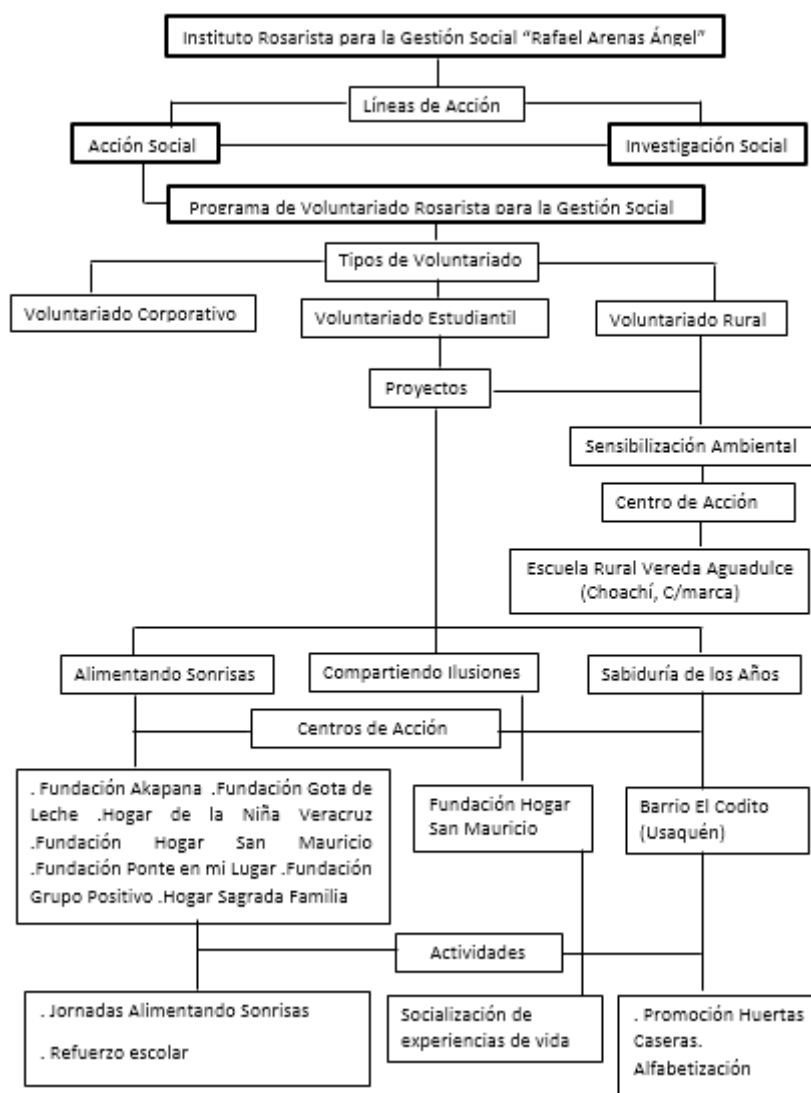 Instituto Rosarista para la Gestión Social “Rafael Arenas Ángel”
Líneas de Acción
Acción Social
Investigación Social
Programa de Voluntariado Rosarista para la Gestión Social
Tipos de Voluntariado
Voluntariado Corporativo
Voluntariado Estudiantil
Voluntariado Rural
Proyectos
Sensibilización Ambiental
Centro de Acción
Escuela Rural Vereda Aguadulce
(Choachí, C/marca)
Alimentando Sonrisas
Compartiendo Ilusiones
Sabiduría de los Años
Centros de Acción
. Fundación Akapana .Fundación Gota de
Leche .Hogar de la Niña Veracruz
.Fundación Hogar San Mauricio
.Fundación Ponte en mi Lugar .Fundación
Grupo Positivo .Hogar Sagrada Familia
Fundación Hogar
San Mauricio
Barrio El Codito
(Usaquén)
Actividades
. Jornadas Alimentando Sonrisas
. Refuerzo escolar
Socialización de
experiencias de vida
. Promoción Huertas
Caseras.
Alfabetización